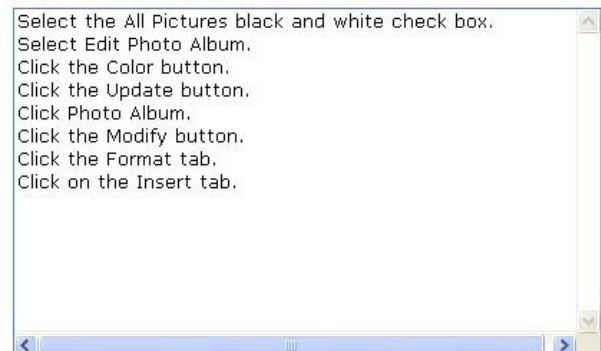 Select the All Pictures black and white check box.
Select Edit Photo Album.
Click the Color button.
Click the Update button.
Click Photo Album.
Click the Modify button.
Click the Format tab.
Click on the Insert tab.